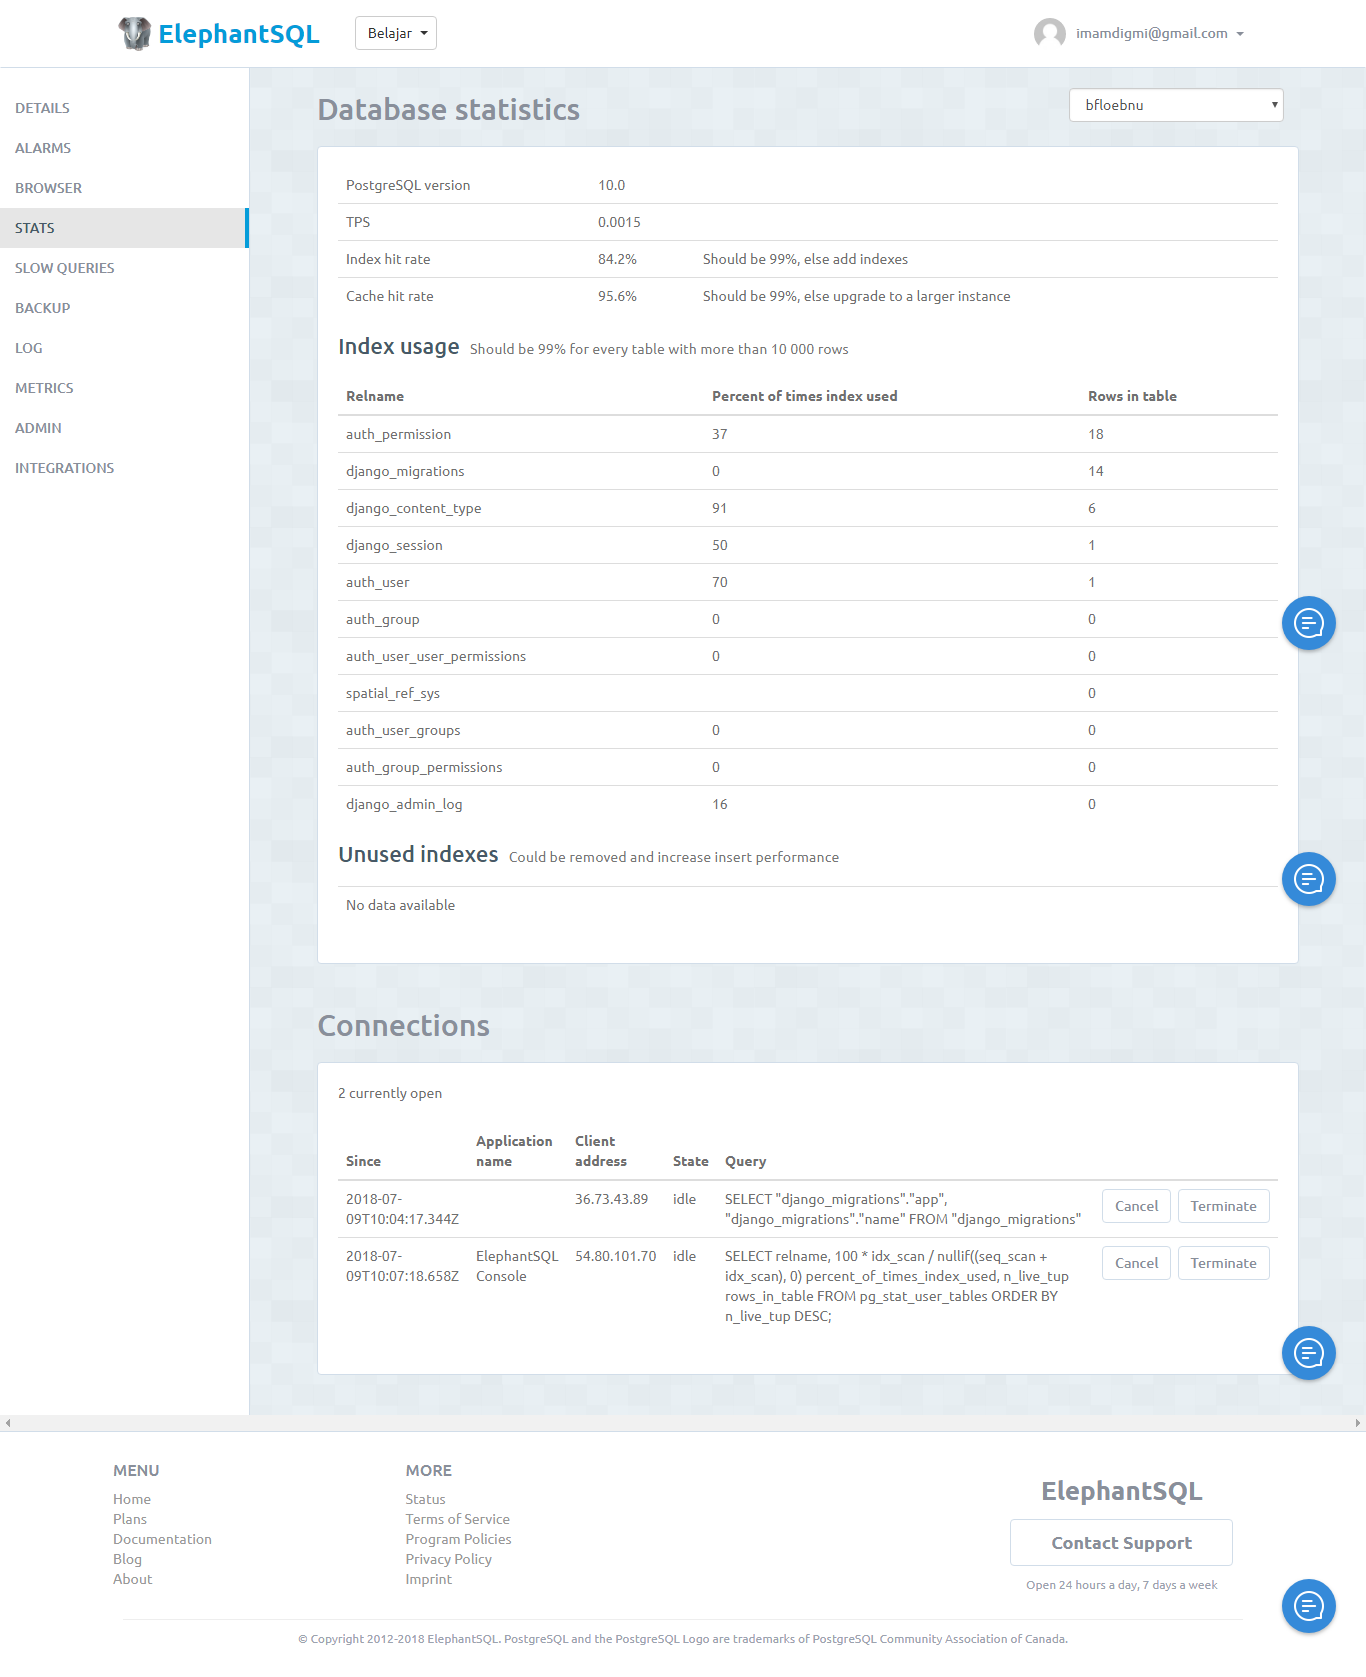 ElephantSQL
Belajar
imamdigmi@gmail.com
DETAILS
ALARMS
BROWSER
STATS
SLOW QUERIES
BACKUP
LOG
METRICS
ADMIN
INTEGRATIONS
Database statistics
bfloebnu
PostgreSQL version 10.0
TPS 0.0015
Index hit rate 84.2% Should be 99%, else add indexes
Cache hit rate 95.6% Should be 99%, else upgrade to a larger instance
Index usage Should be 99% for every table with more than 10 000 rows
Relname Percent of times index used Rows in table
auth_permission 37 18
django_migrations 0 14
django_content_type 91 6
django_session 50 1
auth_user 70 1
auth_group 0 0
auth_user_user_permissions 0 0
spatial_ref_sys 0
auth_user_groups 0 0
auth_group_permissions 0 0
django_admin_log 16 0
Unused indexes Could be removed and increase insert performance
No data available
Connections
2 currently open
Application Client
Since name address State Query
2018-07- 36.73.43.89 idle SELECT "django_migrations"."app", Cancel Terminate
09T10:04:17.344Z "django_migrations"."name" FROM "django_migrations"
2018-07- ElephantSQL 54.80.101.70 idle SELECT relname, 100 * idx_scan / nullif((seq_scan + Cancel Terminate
09T10:07:18.658Z Console idx_scan), 0) percent_of_times_index_used, n_live_tup
rows_in_table FROM pg_stat_user_tables ORDER BY
n_live_tup DESC;
MENU
Home
Plans
Documentation
Blog
About
MORE
Status
Terms of Service
Program Policies
Privacy Policy
Imprint
ElephantSQL
Contact Support
Open 24 hours a day, 7 days a week
© Copyright 2012-2018 ElephantSQL. PostgreSQL and the PostgreSQL Logo are trademarks of PostgreSQL Community Association of Canada.